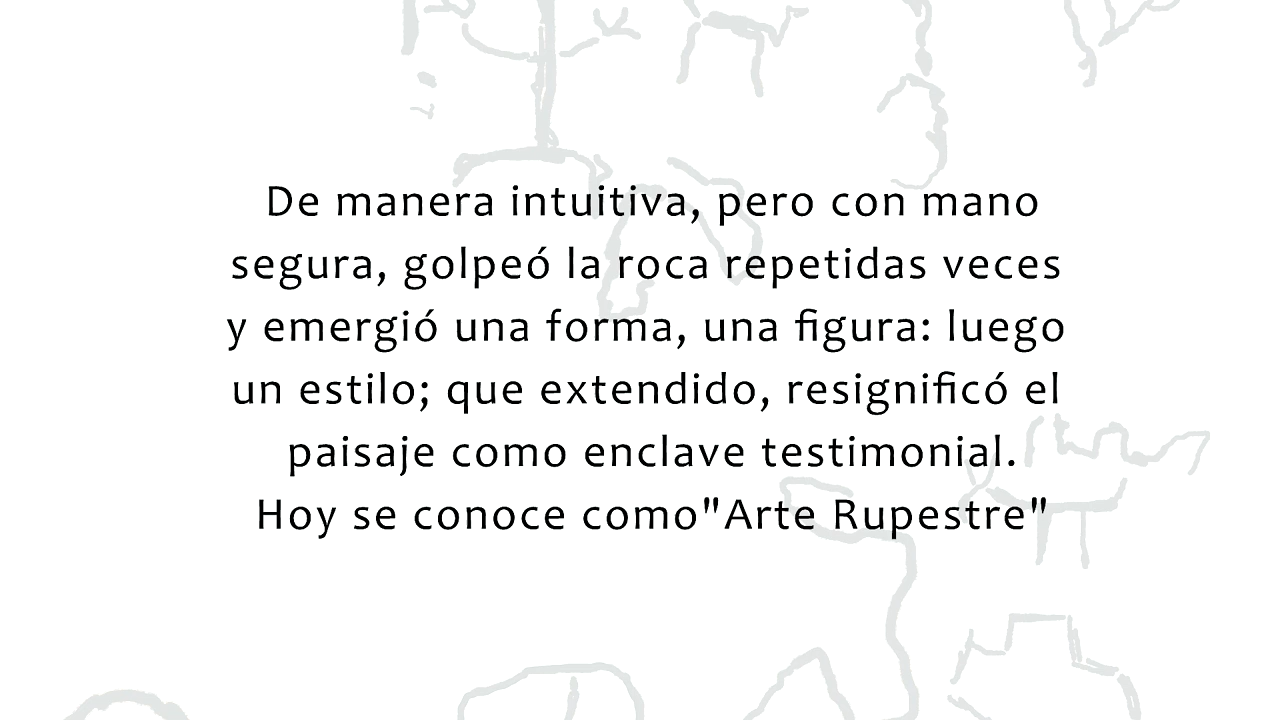 De manera intuitiva, pero con mano
segura, golpeó la roca repetidas veces
y emergió una forma, una figura: luego
un estilo; que extendido, resignificó el
paisaje como enclave testimonial.
Hoy se conoce como"Arte Rupestre"